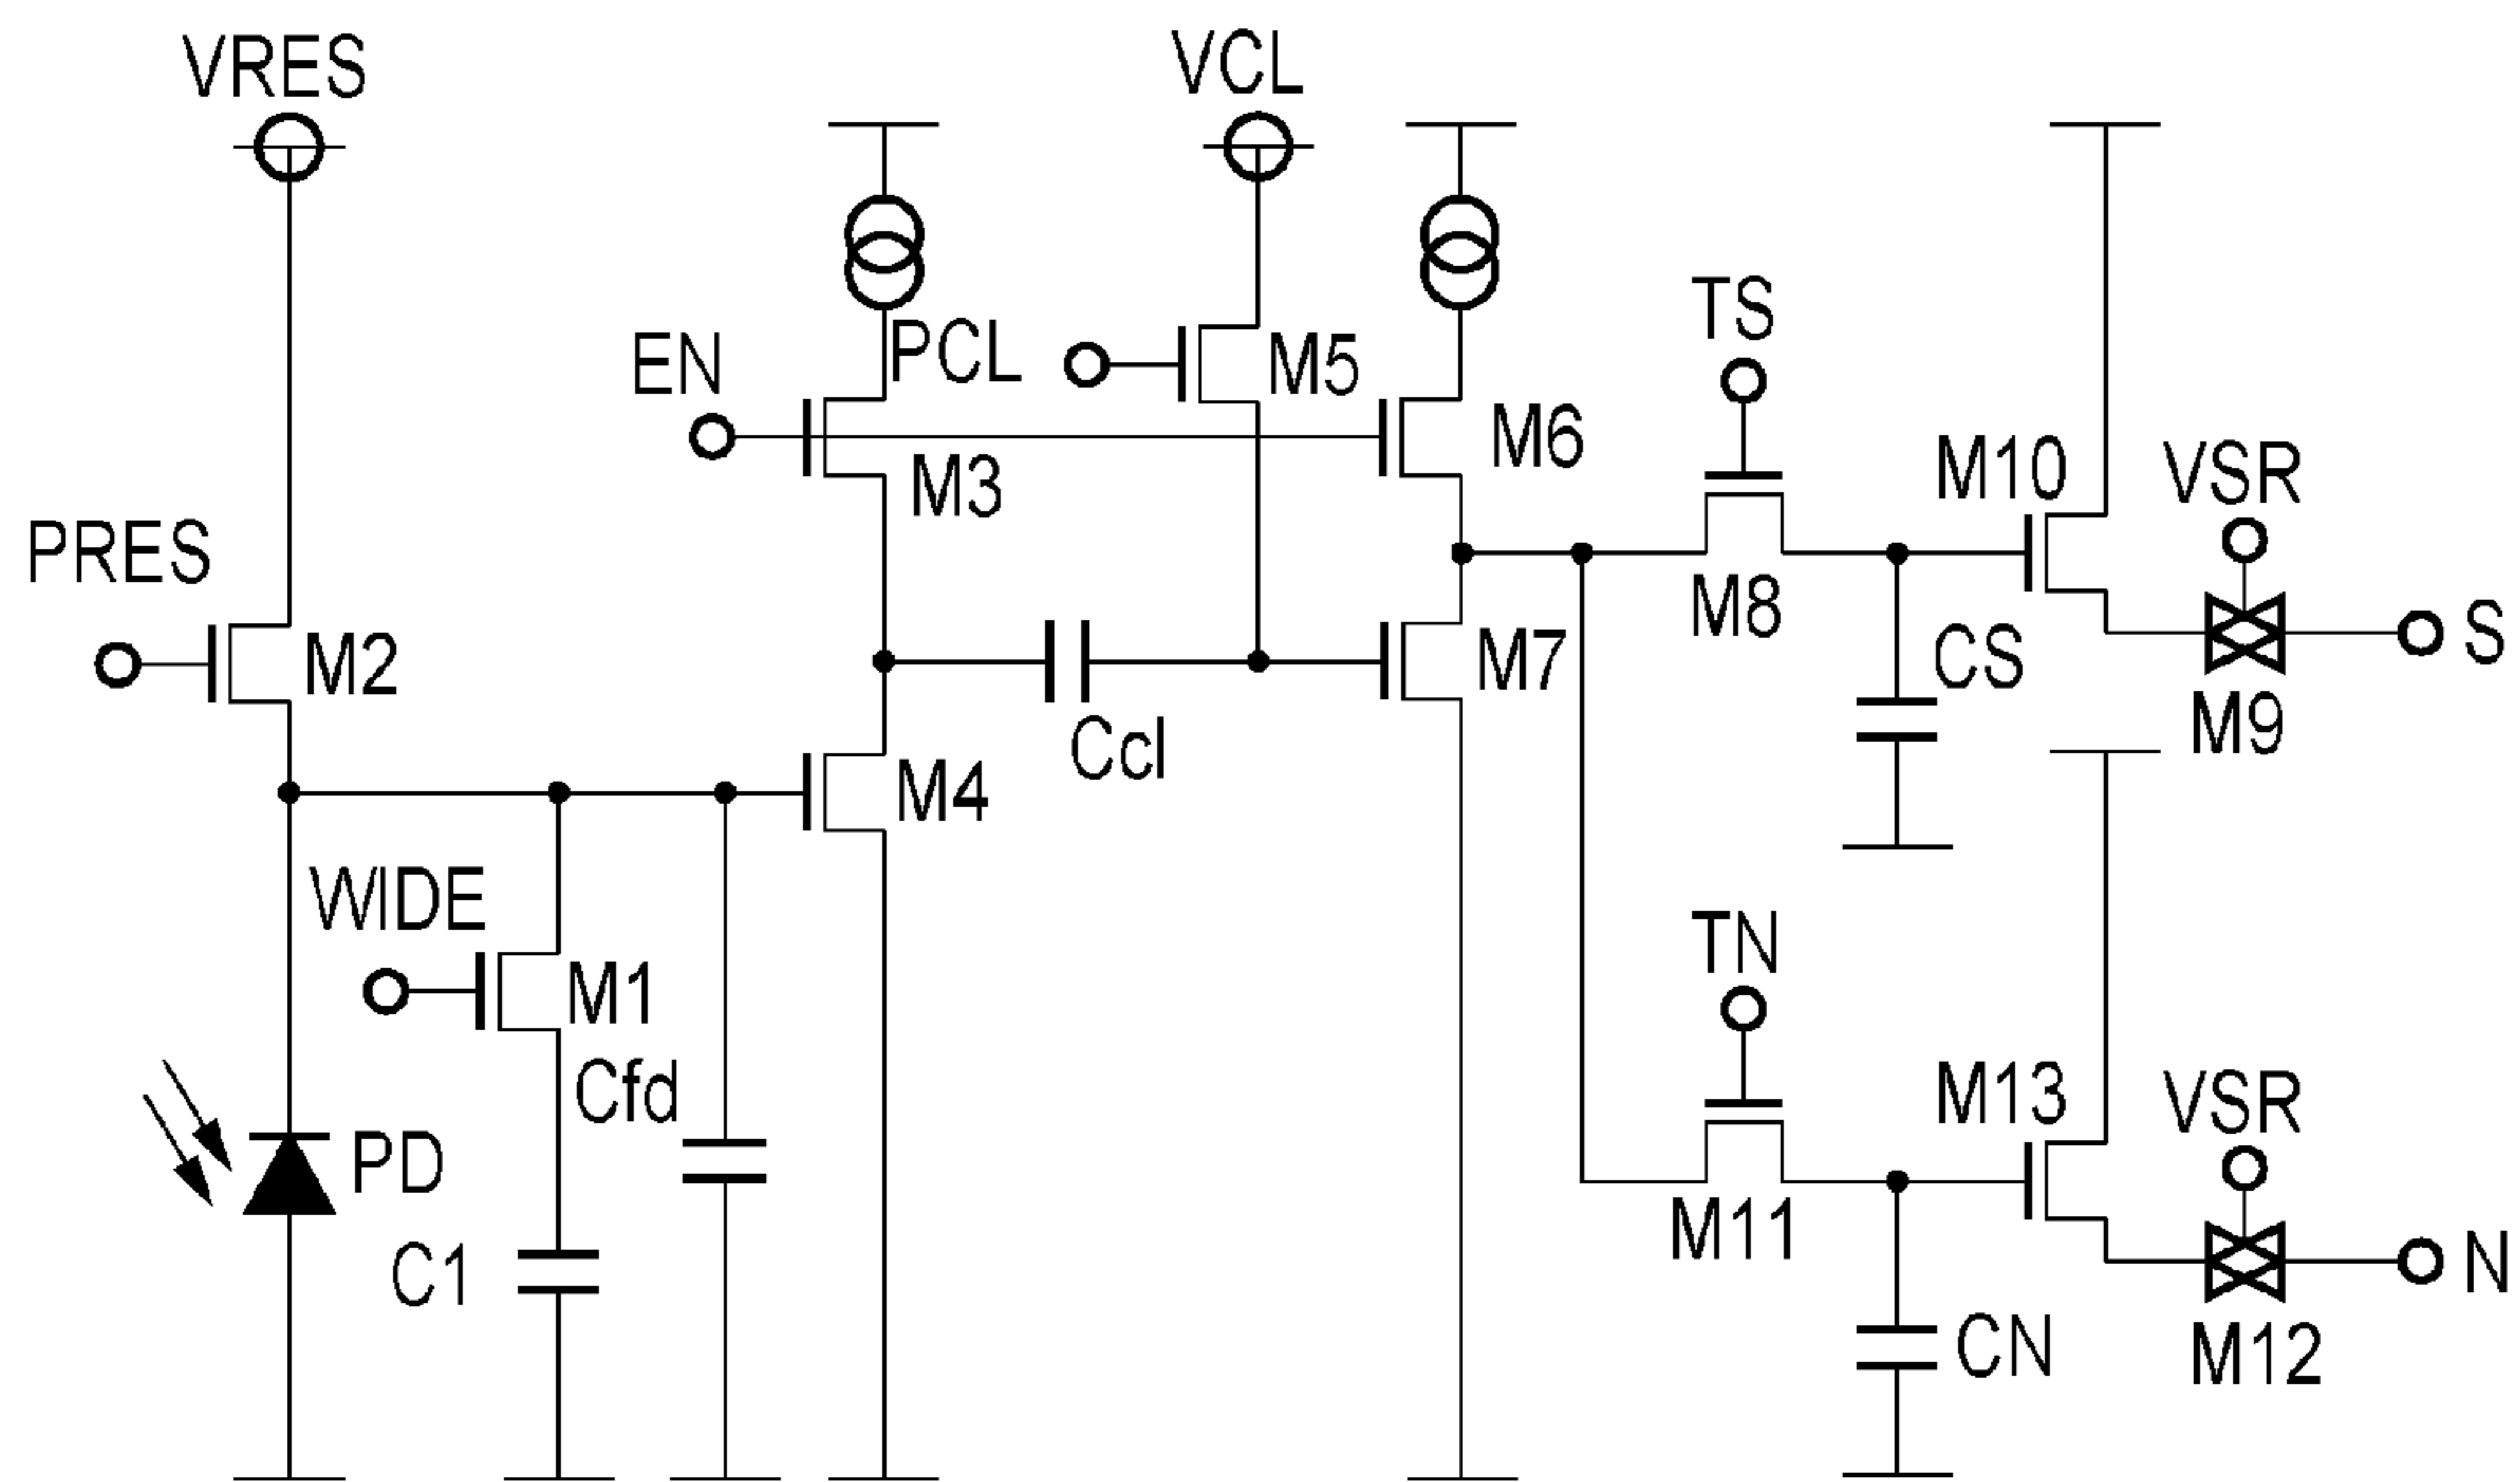 VRES
VCL
EN
PCL
M5
TS
M3
M6
M10
VSR
PRES
M2
M8
M7
CS
S
M9
Ccl
M4
WIDE
M1
TN
Cfd
PD
M13
VSR
M11
C1
CN
N
M12